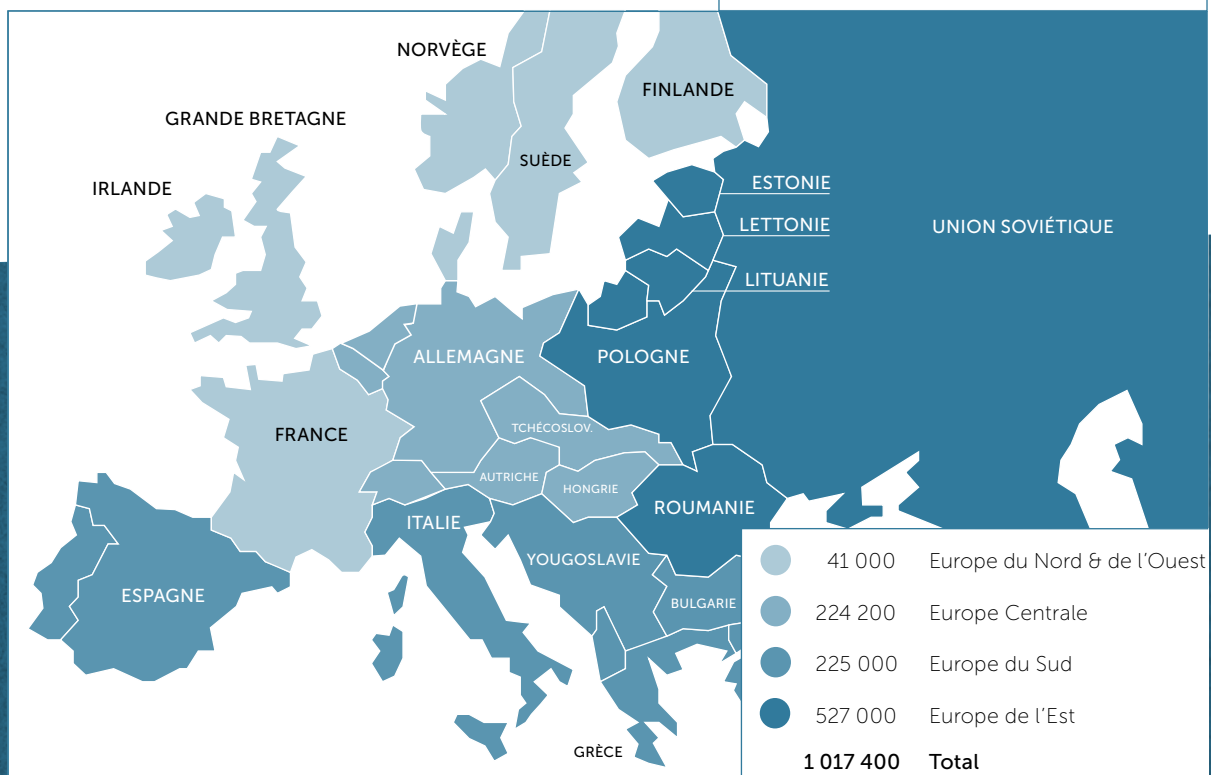 NORVÈGE
FINLANDE
GRANDE BRETAGNE
SUÈDE
IRLANDE
ESTONIE
LETTONIE
UNION SOVIÉTIQUE
LITUANIE
ALLEMAGNE
POLOGNE
TCHÉCOSLOV.
FRANCE
AUTRICHE
HONGRIE
ROUMANIE
ITALIE
YOUGOSLAVIE
ESPAGNE
BULGARIE
GRÈCE
41 000 Europe du Nord & de l'Ouest
224 200 Europe Centrale
225 000 Europe du Sud
527 000 Europe de l'Est
1 017 400 Total